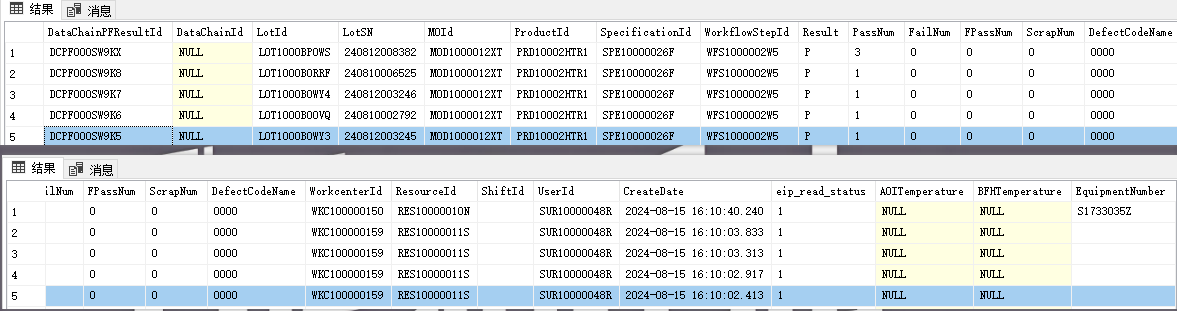 结果 消息
DataChainPFResultId DataChainId LotId LotSN MOId ProductId SpecificationId WorkflowStepId Result PassNum FailNum FPassNum ScrapNum DefectCodeName
1 DCPF000SW9KX NULL LOT1000BPOWS 240812008382 MOD1000012XT PRD10002HTR1 SPE10000026F WFS1000002W5 P 3 0 0 0 0000
2 DCPF000SW9K8 NULL LOT1000BORRF 240810006525 MOD1000012XT PRD10002HTR1 SPE10000026F WFS1000002W5 P 1 0 0 0 0000
3 DCPF000SW9K7 NULL LOT1000BOWY4 240812003246 MOD1000012XT PRD10002HTR1 SPE10000026F WFS1000002W5 P 1 0 0 0 0000
4 DCPF000SW9K6 NULL LOT1000BOOVQ 240810002792 MOD1000012XT PRD10002HTR1 SPE10000026F WFS1000002W5 P 1 0 0 0 0000
5 DCPF000SW9K5 NULL LOT1000BOWY3 240812003245 MOD1000012XT PRD10002HTR1 SPE10000026F WFS1000002W5 P 1 0 0 0 0000
结果 消息
ilNum FPassNum ScrapNum DefectCodeName WorkcenterId ResourceId ShiftId UserId CreateDate eip_read_status AOITemperature BFHTemperature EquipmentNumber
1 0 0 0000 WKC100000150 RES10000010N SUR10000048R 2024-08-15 16:10:40.240 1 NULL NULL S1733035Z
2 0 0 0000 WKC100000159 RES10000011S SUR10000048R 2024-08-15 16:10:03.833 1 NULL NULL
3 0 0 0000 WKC100000159 RES10000011S SUR10000048R 2024-08-15 16:10:03.313 1 NULL NULL
4 0 0 0000 WKC100000159 RES10000011S SUR10000048R 2024-08-15 16:10:02.917 1 NULL NULL
5 0 0 0000 WKC100000159 RES10000011S SUR10000048R 2024-08-15 16:10:02.413 1 NULL NULL